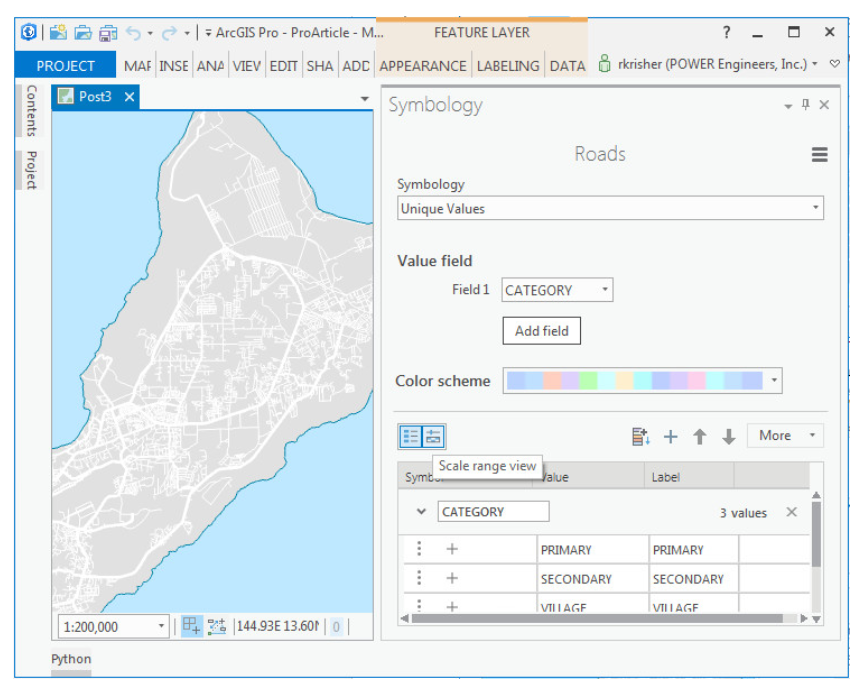 ArcGIS Pro - ProArticle - M... FEATURE LAYER ?
PROJECT MAP INSE ANA VIEV EDIT SHA ADD APPEARANCE LABELING DATA rkrisher (POWER Engineers, Inc.)
Contents
Project
Post3
Symbology
Roads
Symbology
Unique Values
Value field
Field 1 CATEGORY
Add field
Color scheme
More
Scale range view
Symbol Value Label
CATEGORY 3 values
PRIMARY PRIMARY
SECONDARY SECONDARY
VILLAGE VILLAGE
1:200,000 144.93E 13.60N 0
Python